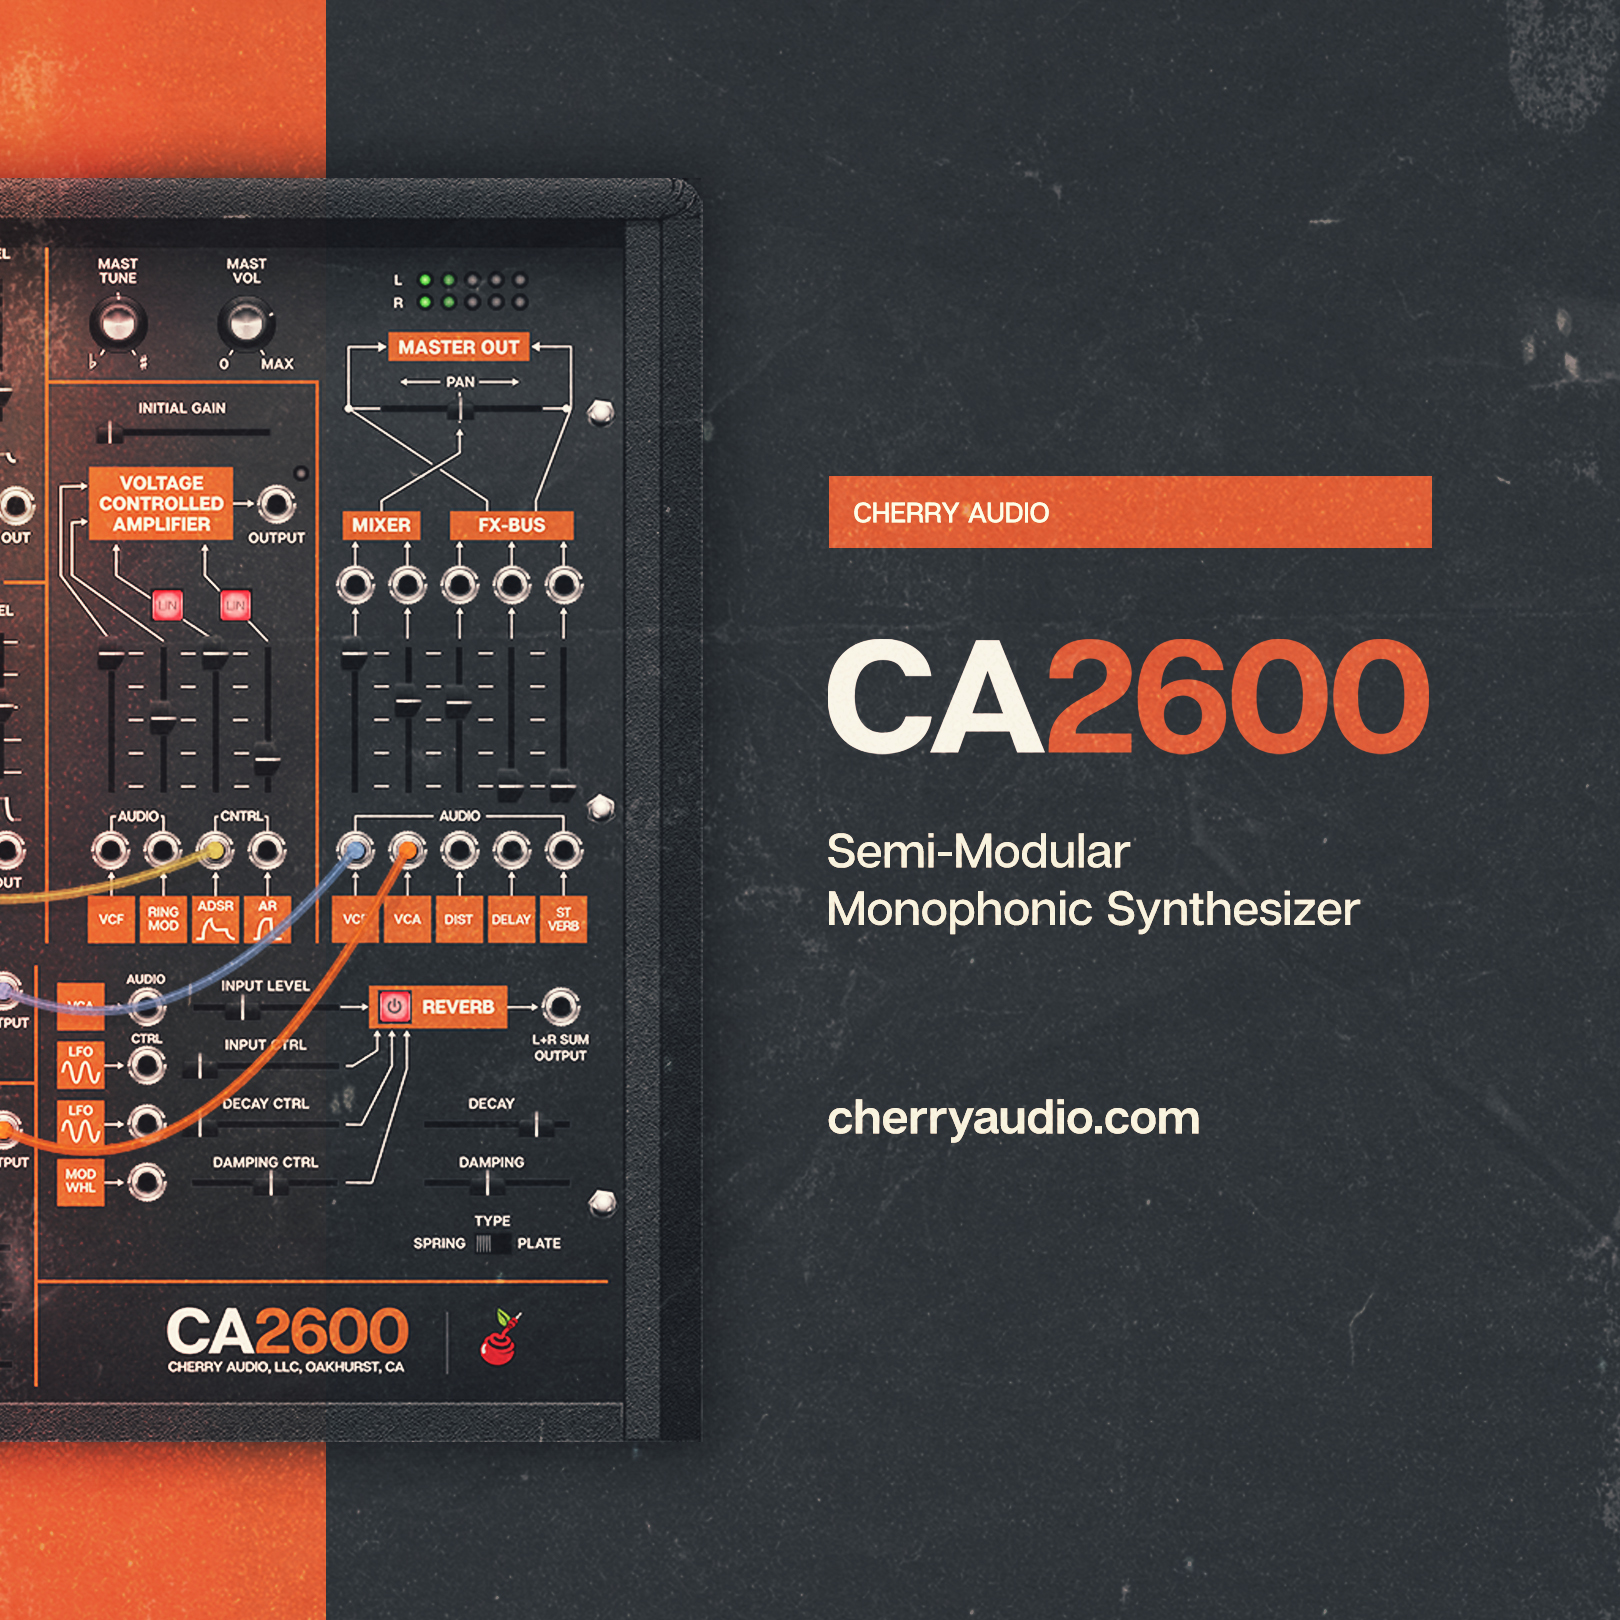 MAST
TUNE
MAST
VOL
L
R
♭
♯
0
MAX
MASTER OUT
PAN
INITIAL GAIN
VOLTAGE
CONTROLLED
AMPLIFIER
OUTPUT
OUT
MIXER
FX-BUS
LIN
LIN
AUDIO
CNTRL
AUDIO
VCF
RING
MOD
ADSR
AR
VCA
DIST
DELAY
ST
VERB
VCA
AUDIO
INPUT LEVEL
REVERB
L+R SUM
OUTPUT
CTRL
LFO
INPUT CTRL
LFO
DECAY CTRL
DECAY
MOD
WHL
DAMPING CTRL
DAMPING
TYPE
SPRING
PLATE
CA2600
CHERRY AUDIO, LLC, OAKHURST, CA
CHERRY AUDIO
CA2600
Semi-Modular
Monophonic Synthesizer
cherryaudio.com